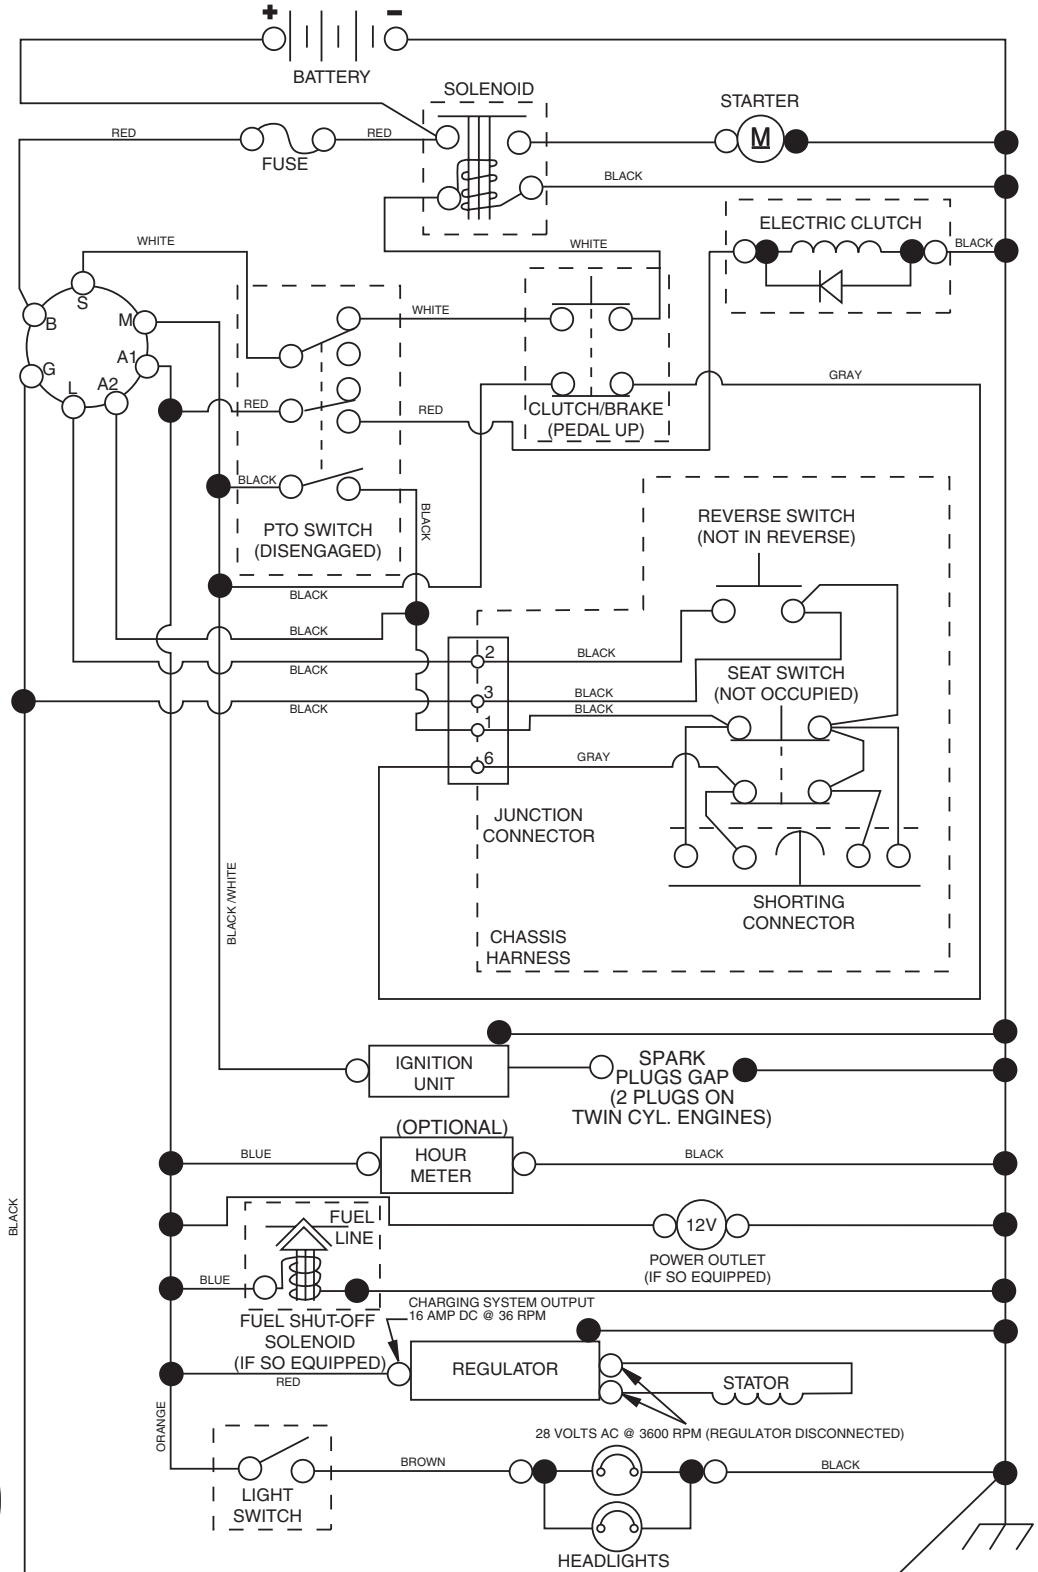 + -
BATTERY
SOLENOID
STARTER
M
RED
FUSE
RED
BLACK
ELECTRIC CLUTCH
BLACK
WHITE
WHITE
S
B
M
A1
G
L
A2
WHITE
RED
RED
GRAY
CLUTCH/BRAKE
(PEDAL UP)
BLACK
PTO SWITCH
(DISENGAGED)
BLACK
REVERSE SWITCH
(NOT IN REVERSE)
BLACK
BLACK
2
BLACK
BLACK
SEAT SWITCH
(NOT OCCUPIED)
3
BLACK
BLACK
BLACK
1
6
GRAY
JUNCTION
CONNECTOR
BLACK /WHITE
SHORTING
CONNECTOR
CHASSIS
HARNESS
IGNITION
UNIT
SPARK
PLUGS GAP
(2 PLUGS ON
TWIN CYL. ENGINES)
(OPTIONAL)
HOUR
METER
BLUE
BLACK
BLACK
FUEL
LINE
12V
POWER OUTLET
(IF SO EQUIPPED)
BLUE
FUEL SHUT-OFF
SOLENOID
(IF SO EQUIPPED)
CHARGING SYSTEM OUTPUT
16 AMP DC @ 36 RPM
RED
REGULATOR
STATOR
ORANGE
28 VOLTS AC @ 3600 RPM (REGULATOR DISCONNECTED)
LIGHT
SWITCH
BROWN
BLACK
HEADLIGHTS